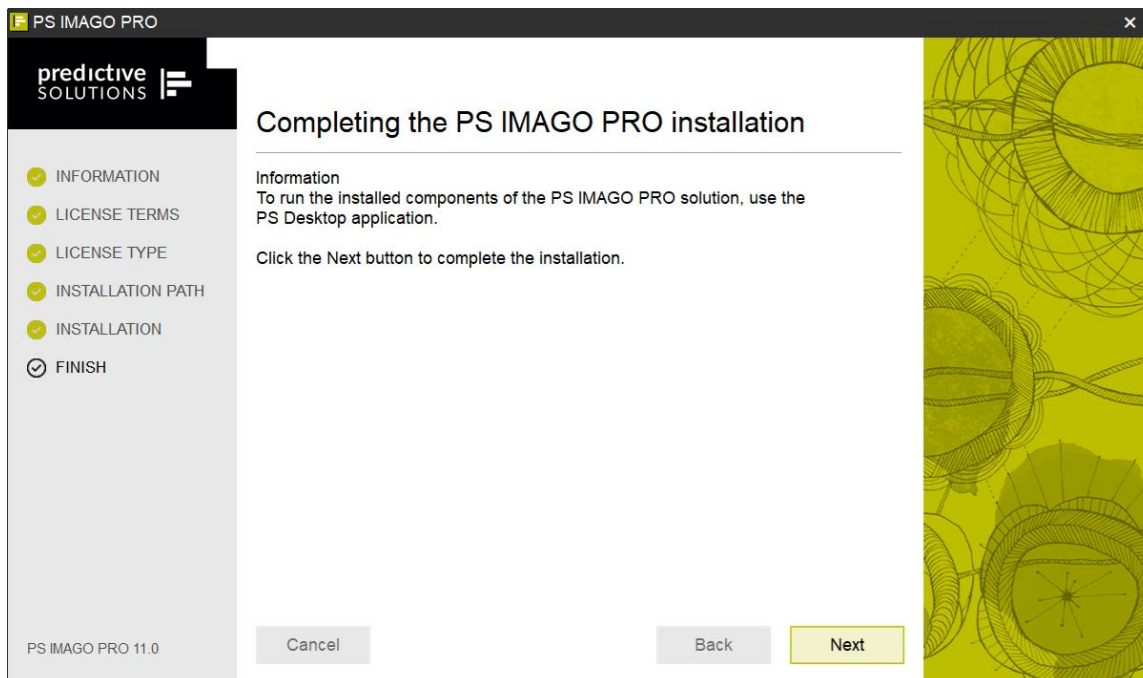 PS IMAGO PRO
predictive
SOLUTIONS
INFORMATION
LICENSE TERMS
LICENSE TYPE
INSTALLATION PATH
INSTALLATION
FINISH
PS IMAGO PRO 11.0
Completing the PS IMAGO PRO installation
Information
To run the installed components of the PS IMAGO PRO solution, use the
PS Desktop application.
Click the Next button to complete the installation.
Cancel
Back
Next